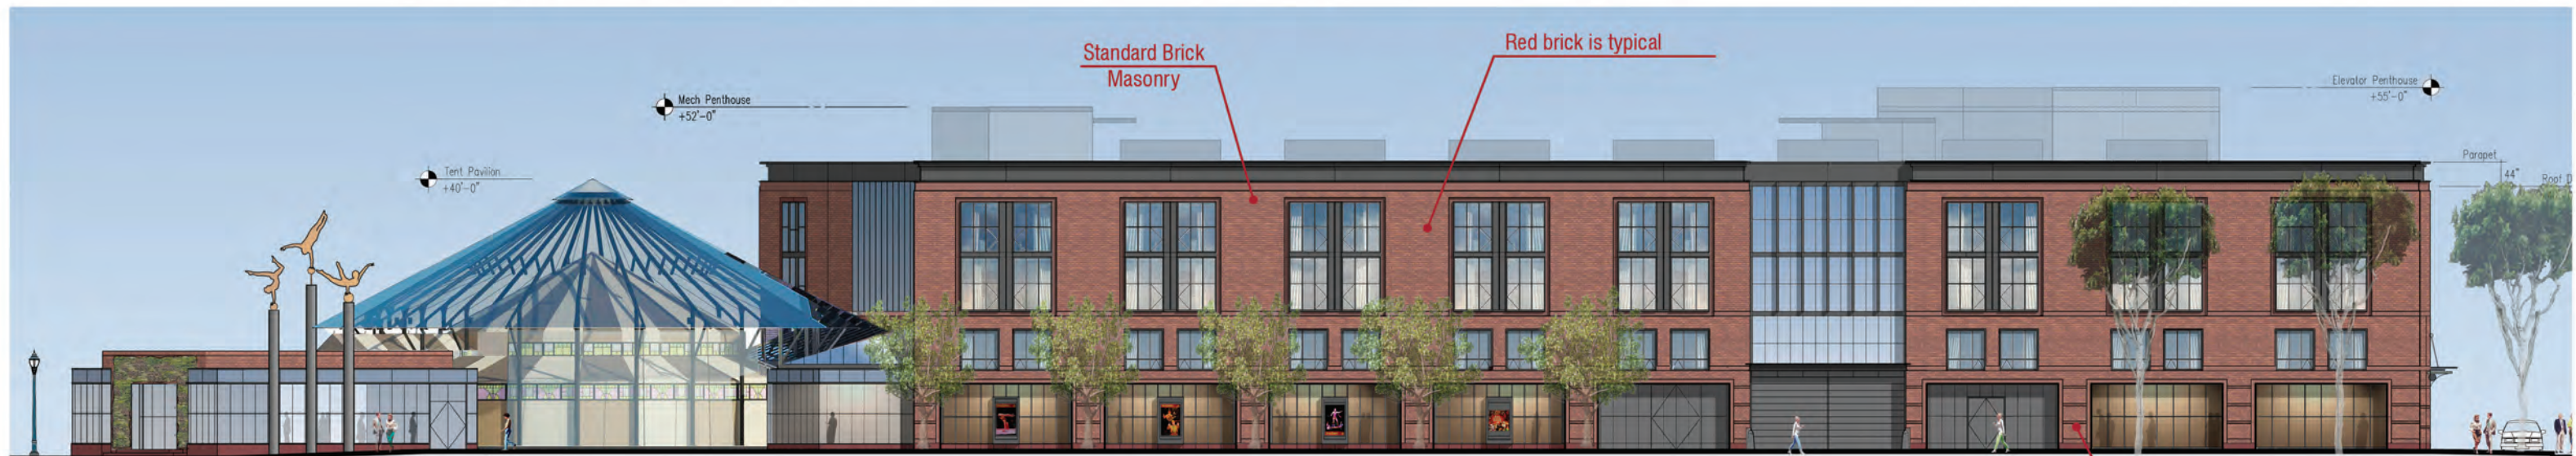 Standard Brick
Masonry
Red brick is typical
Mech Penthouse
+52'-0"
Elevator Penthouse
+55'-0"
Tent Pavilion
+40'-0"
Parapet
44"
Roof D